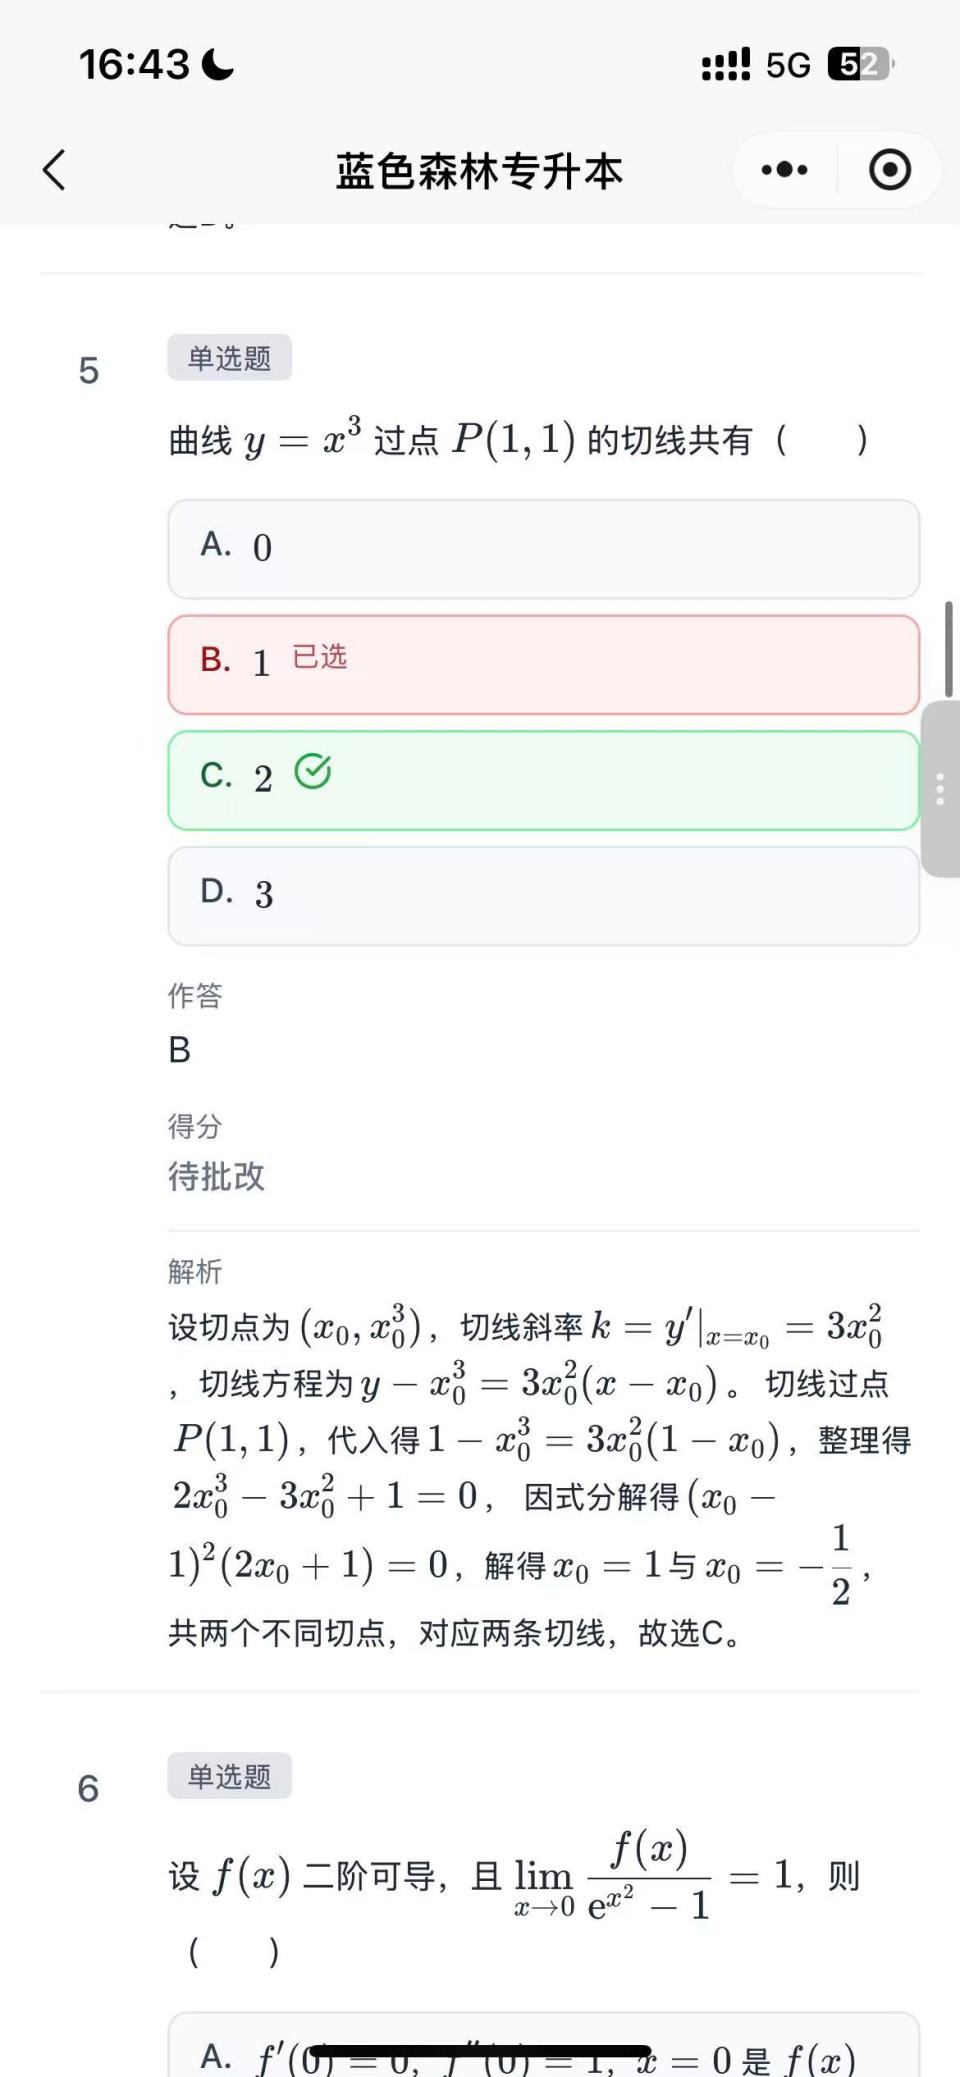 16:43 5G 52
蓝色森林专升本
5 单选题
曲线 y = x³ 过点 P(1, 1) 的切线共有 ( )
A. 0
B. 1 已选
C. 2
D. 3
作答
B
得分
待批改
解析
设切点为 (x₀, x₀³)，切线斜率 k = y′|ₓ₌ₓ₀ = 3x₀²
，切线方程为 y − x₀³ = 3x₀²(x − x₀)。切线过点
P(1, 1)，代入得 1 − x₀³ = 3x₀²(1 − x₀)，整理得
2x₀³ − 3x₀² + 1 = 0， 因式分解得 (x₀ −
1)²(2x₀ + 1) = 0，解得 x₀ = 1 与 x₀ = −1/2，
共两个不同切点，对应两条切线，故选C。
6 单选题
设 f(x) 二阶可导，且 lim x→0 f(x)/(e^(x²) − 1) = 1，则
( )
A. f′(0) = 0, f″(0) = 1, x = 0 是 f(x)